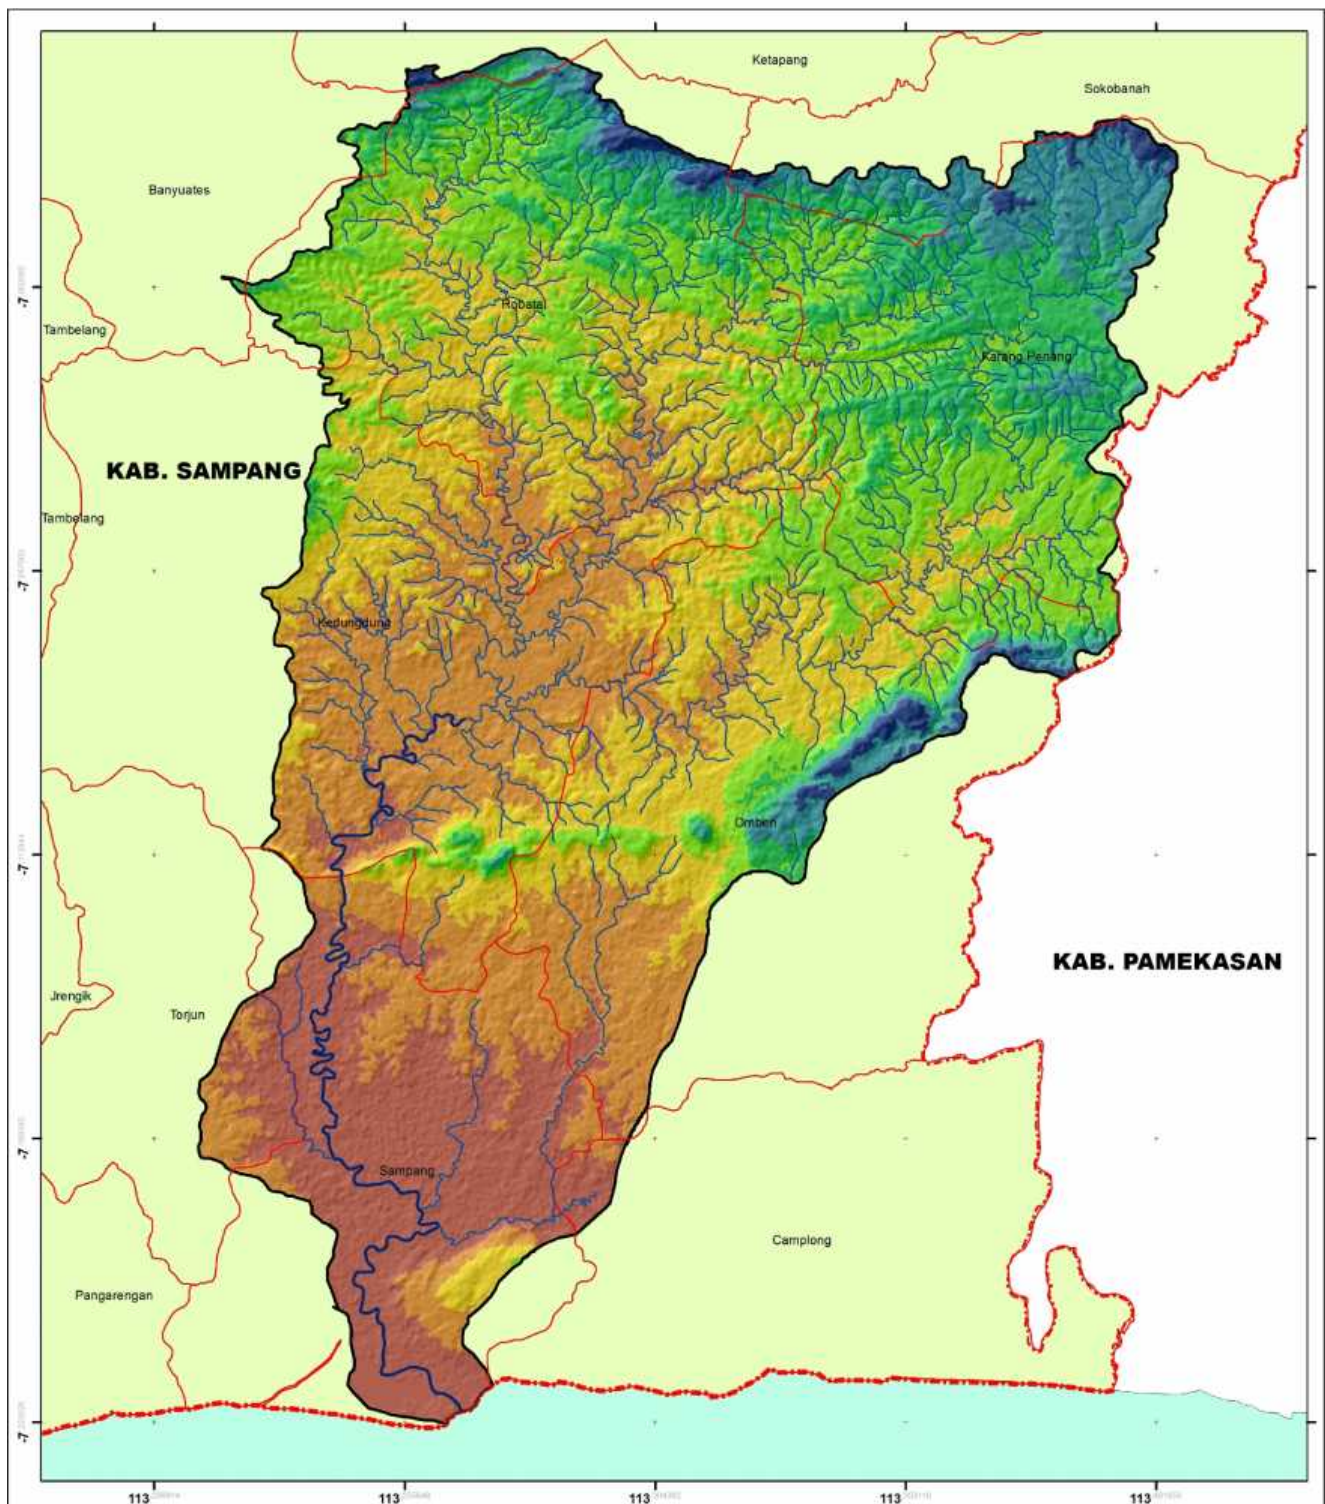 Ketapang
Sokobanah
Banyuates
Robatal
Tambelang
Karang Penang
KAB. SAMPANG
Tambelang
Kedungdung
Omben
KAB. PAMEKASAN
Jrengik
Torjun
Sampang
Camplong
Pangarengan
-7
-7
-7
-7
-7
113
113
113
113
113